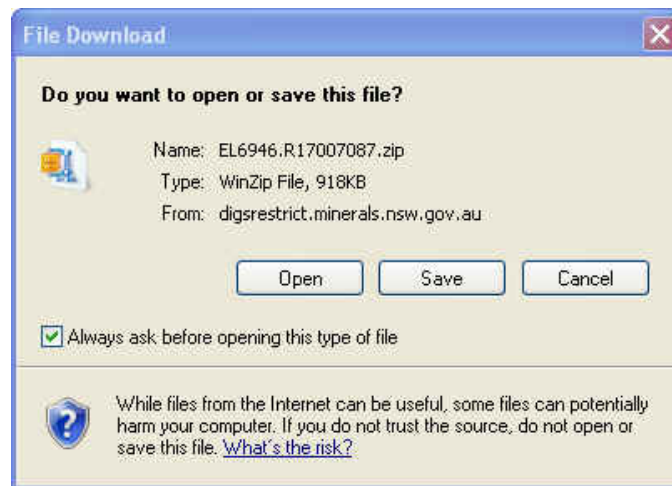 File Download
Do you want to open or save this file?
Name: EL6946.R17007087.zip
Type: WinZip File, 918KB
From: digsrestrict.minerals.nsw.gov.au
Open Save Cancel
Always ask before opening this type of file
While files from the Internet can be useful, some files can potentially
harm your computer. If you do not trust the source, do not open or
save this file. What's the risk?